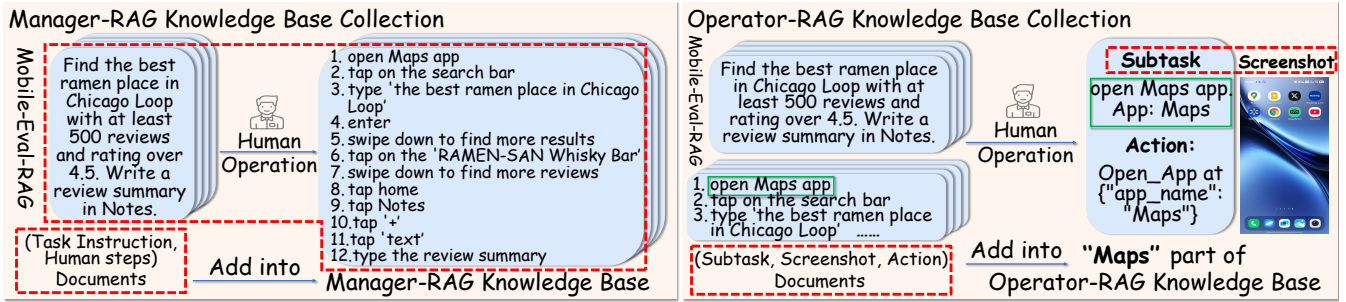 Manager-RAG Knowledge Base Collection
Mobile-Eval-RAG
Find the best
ramen place in
Chicago Loop
with at least
500 reviews
and rating over
4.5. Write a
review summary
in Notes.
Human
Operation
1. open Maps app
2. tap on the search bar
3. type 'the best ramen place in Chicago
Loop'
4. enter
5. swipe down to find more results
6. tap on the 'RAMEN-SAN Whisky Bar'
7. swipe down to find more reviews
8. tap home
9. tap Notes
10. tap '+'
11. tap 'text'
12. type the review summary
(Task Instruction,
Human steps)
Documents
Add into
Manager-RAG Knowledge Base
Operator-RAG Knowledge Base Collection
Mobile-Eval-RAG
Find the best ramen place
in Chicago Loop with at
least 500 reviews and
rating over 4.5. Write a
review summary in Notes.
Human
Operation
1. open Maps app
2. tap on the search bar
3. type 'the best ramen place
in Chicago Loop' ......
Subtask
Screenshot
open Maps app.
App: Maps
Action:
Open_App at
{"app_name":
"Maps"}
(Subtask, Screenshot, Action)
Documents
Add into
“Maps” part of
Operator-RAG Knowledge Base